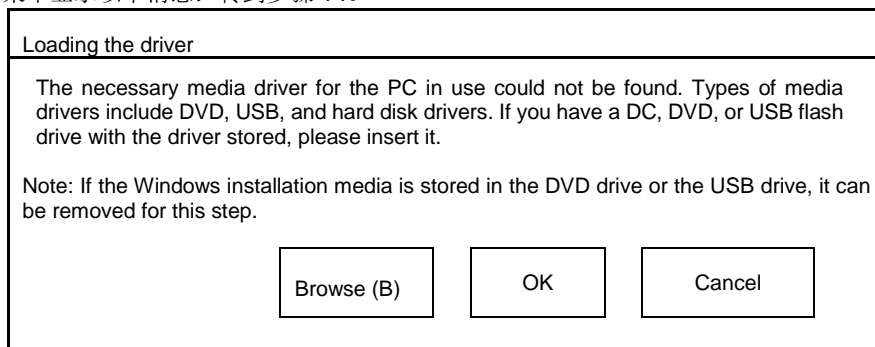 Loading the driver
The necessary media driver for the PC in use could not be found. Types of media
drivers include DVD, USB, and hard disk drivers. If you have a DC, DVD, or USB flash
drive with the driver stored, please insert it.
Note: If the Windows installation media is stored in the DVD drive or the USB drive, it can
be removed for this step.
Browse (B)
OK
Cancel